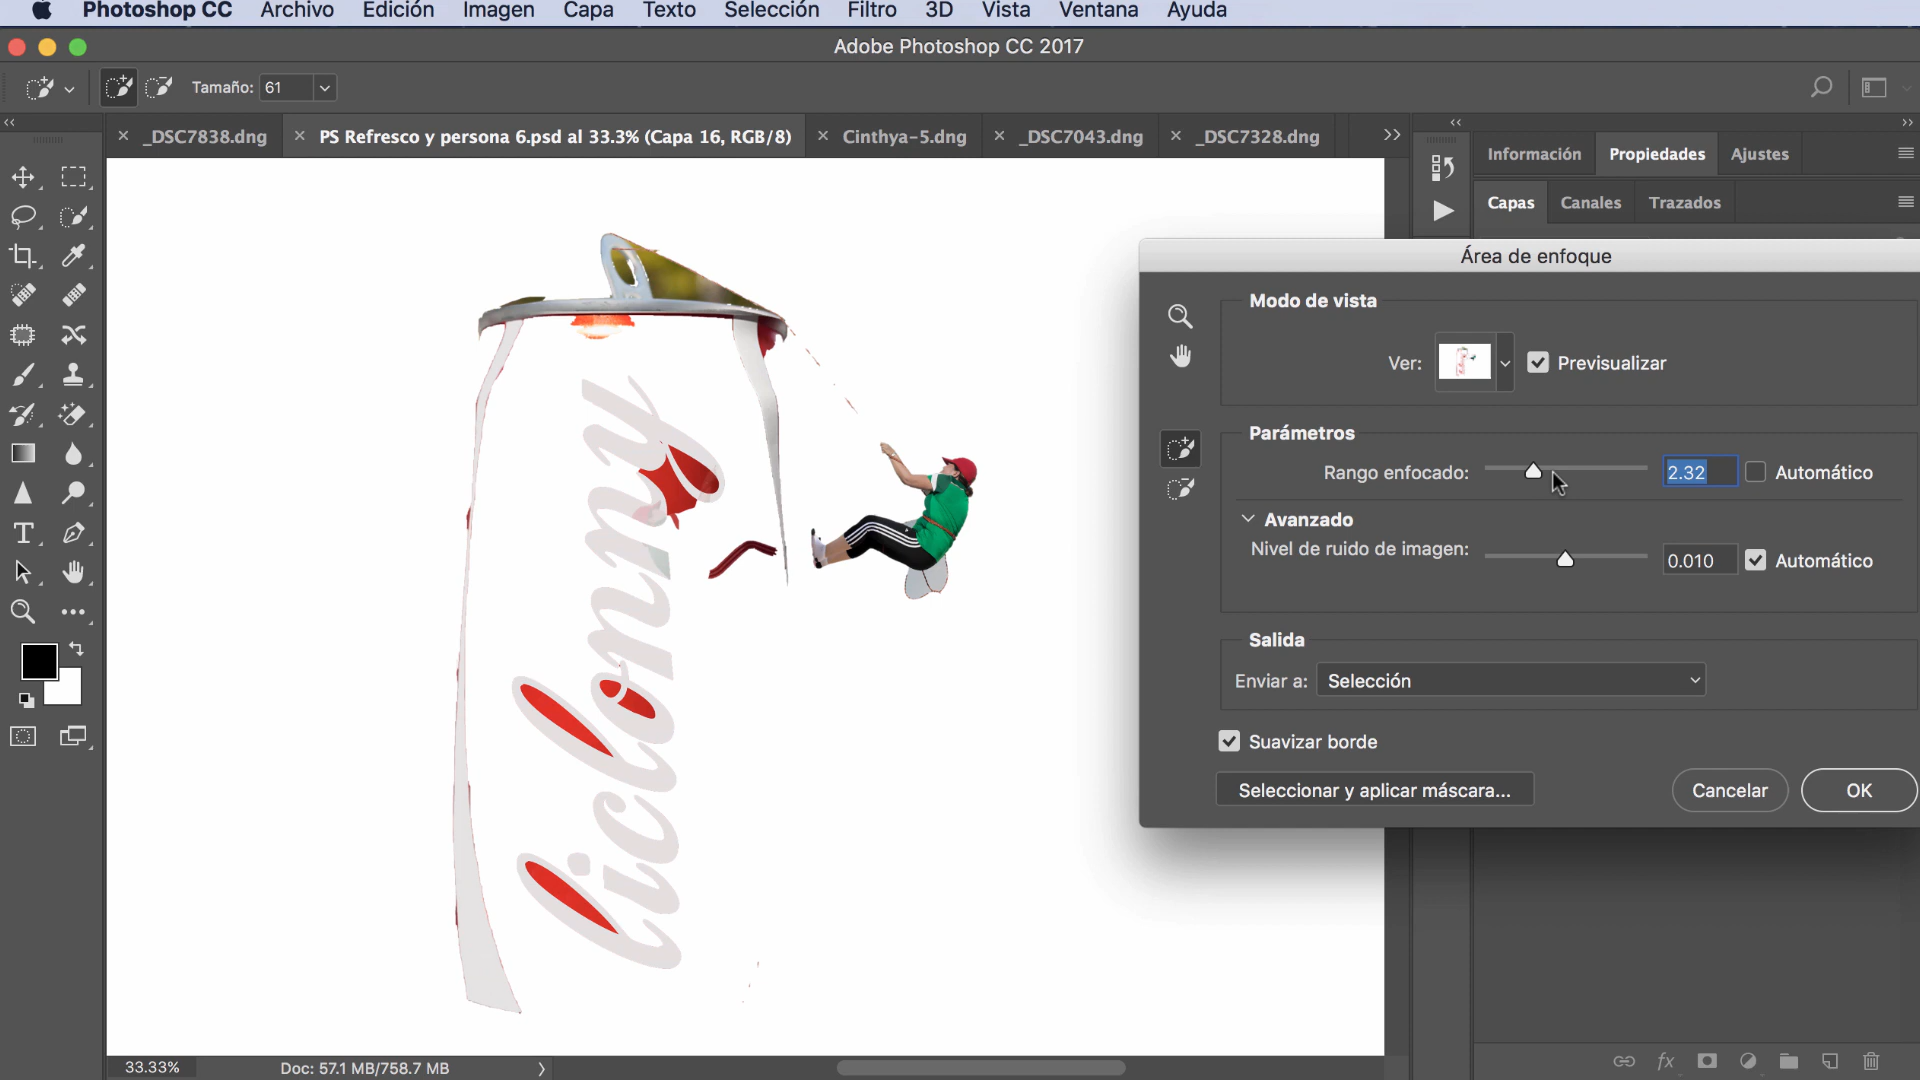 Photoshop CC Archivo Edición Imagen Capa Texto Selección Filtro 3D Vista Ventana Ayuda
Adobe Photoshop CC 2017
Tamaño: 61
_DSC7838.dng PS Refresco y persona 6.psd al 33.3% (Capa 16, RGB/8) Cinthya-5.dng _DSC7043.dng _DSC7328.dng
Información Propiedades Ajustes
Capas Canales Trazados
Área de enfoque
Modo de vista
Ver: Previsualizar
Parámetros
Rango enfocado: 2.32 Automático
Avanzado
Nivel de ruido de imagen: 0.010 Automático
Salida
Enviar a: Selección
Suavizar borde
Seleccionar y aplicar máscara... Cancelar OK
liclonny
33.33% Doc: 57.1 MB/758.7 MB